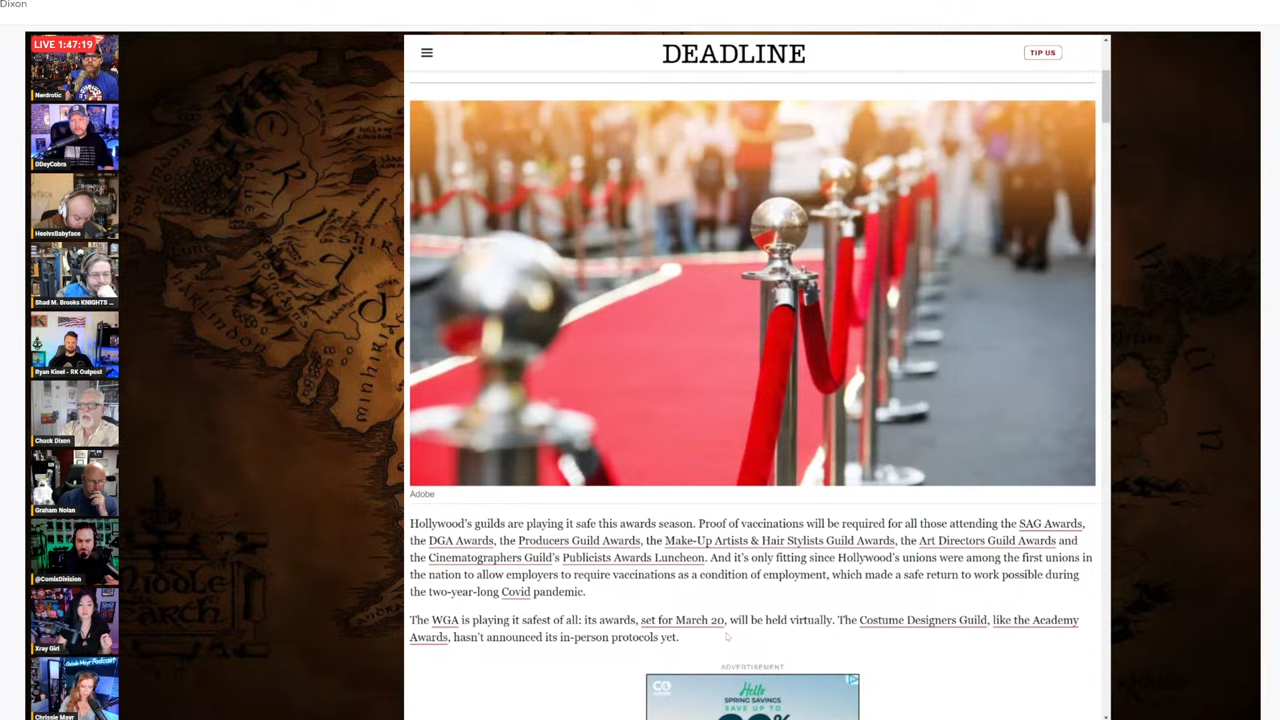 Dixon
LIVE 1:47:19
Nerdrotic
DDayCobra
HeelvsBabyface
Shad M. Brooks KNIGHTS ...
Ryan Kinel - RK Outpost
Chuck Dixon
Graham Nolan
@ComixDivision
Xray Girl
Chrissie Mayr
DEADLINE
TIP US
Adobe
Hollywood's guilds are playing it safe this awards season. Proof of vaccinations will be required for all those attending the SAG Awards,
the DGA Awards, the Producers Guild Awards, the Make-Up Artists & Hair Stylists Guild Awards, the Art Directors Guild Awards and
the Cinematographers Guild's Publicists Awards Luncheon. And it's only fitting since Hollywood's unions were among the first unions in
the nation to allow employers to require vaccinations as a condition of employment, which made a safe return to work possible during
the two-year-long Covid pandemic.
The WGA is playing it safest of all: its awards, set for March 20, will be held virtually. The Costume Designers Guild, like the Academy
Awards, hasn't announced its in-person protocols yet.
ADVERTISEMENT
Hello
SPRING SAVINGS
SAVE UP TO